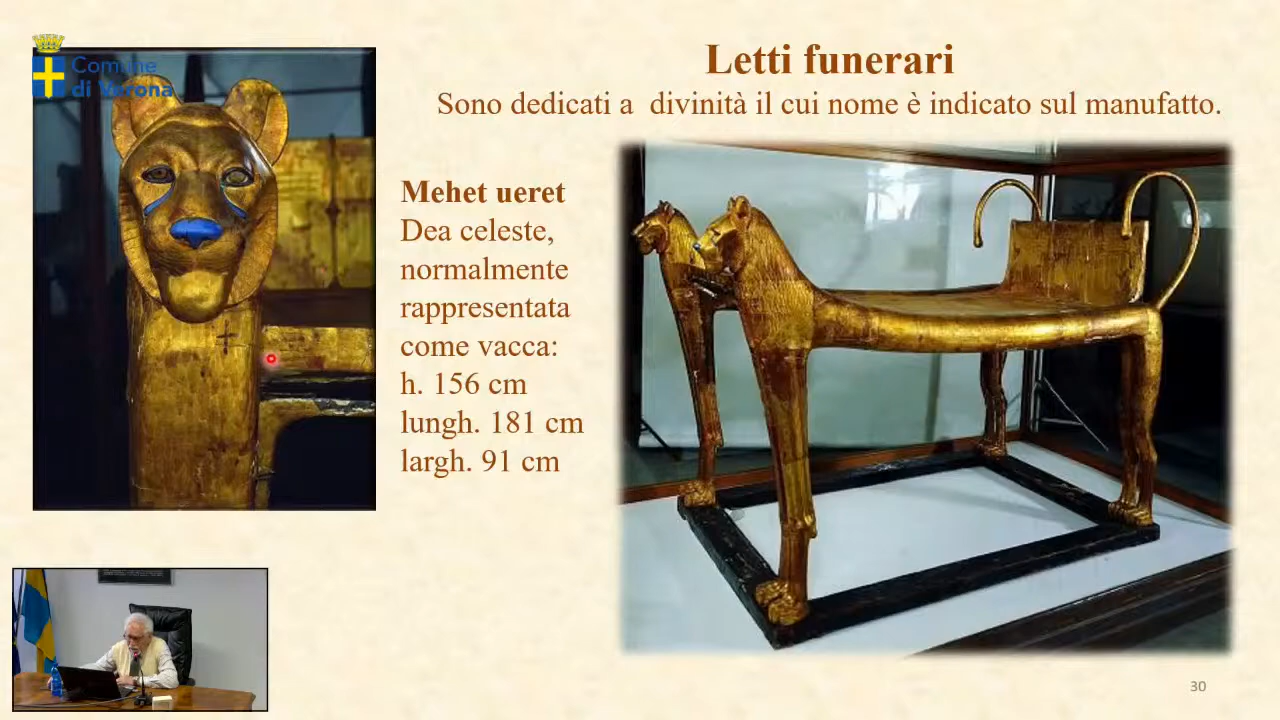 Comune
di Verona
Letti funerari
Sono dedicati a divinità il cui nome è indicato sul manufatto.
Mehet ueret
Dea celeste,
normalmente
rappresentata
come vacca:
h. 156 cm
lungh. 181 cm
largh. 91 cm
30